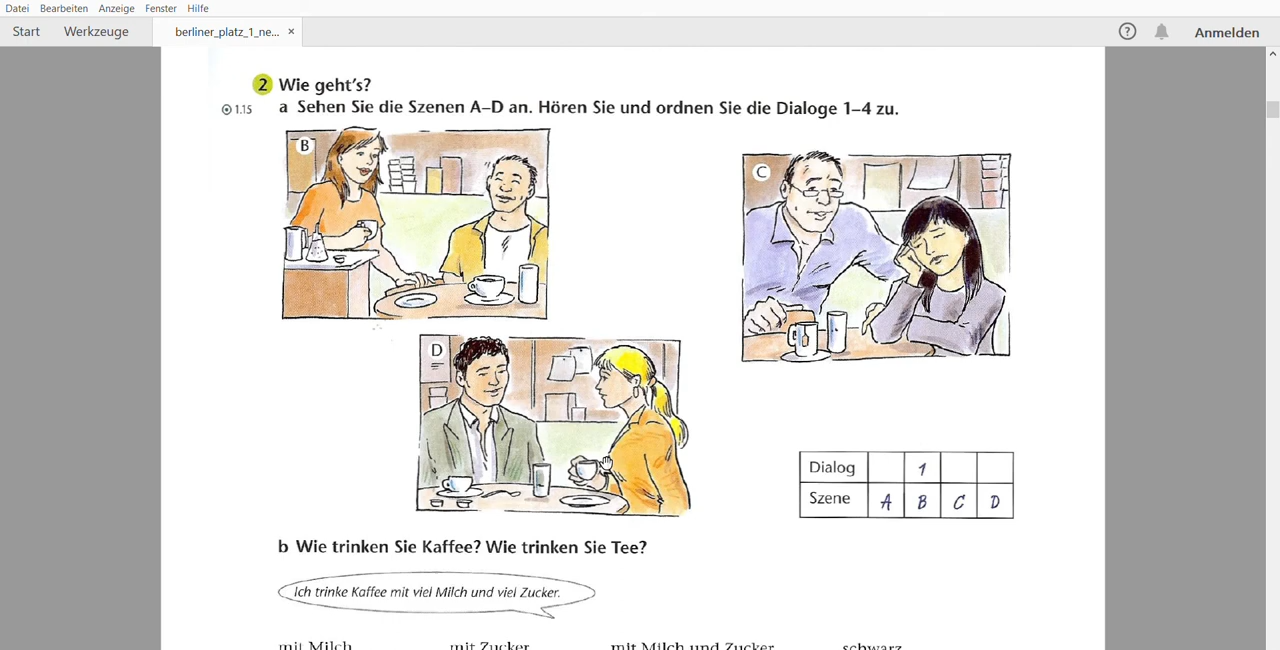 Datei Bearbeiten Anzeige Fenster Hilfe
Start Werkzeuge berliner_platz_1_ne... × ? Anmelden
2 Wie geht's?
1.15 a Sehen Sie die Szenen A–D an. Hören Sie und ordnen Sie die Dialoge 1–4 zu.
B
C
D
Dialog 1
Szene A B C D
b Wie trinken Sie Kaffee? Wie trinken Sie Tee?
Ich trinke Kaffee mit viel Milch und viel Zucker.
mit Milch mit Zucker mit Milch und Zucker schwarz